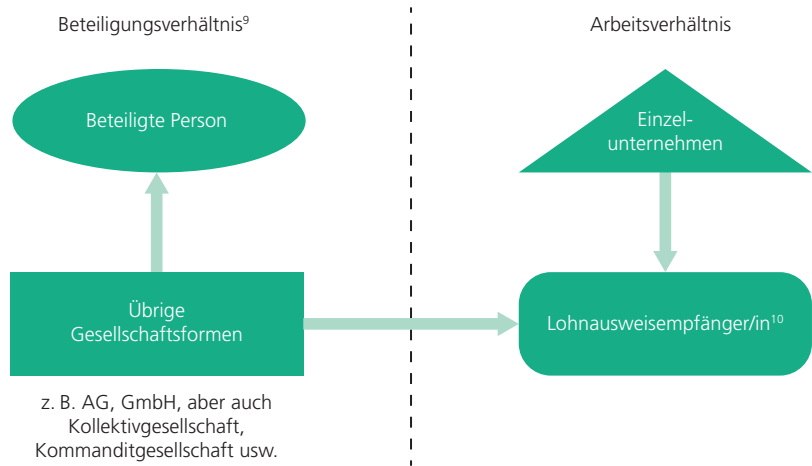 Beteiligungsverhältnis⁹
Arbeitsverhältnis
Beteiligte Person
Einzel-
unternehmen
Übrige
Gesellschaftsformen
Lohnausweisempfänger/in¹⁰
z. B. AG, GmbH, aber auch
Kollektivgesellschaft,
Kommanditgesellschaft usw.